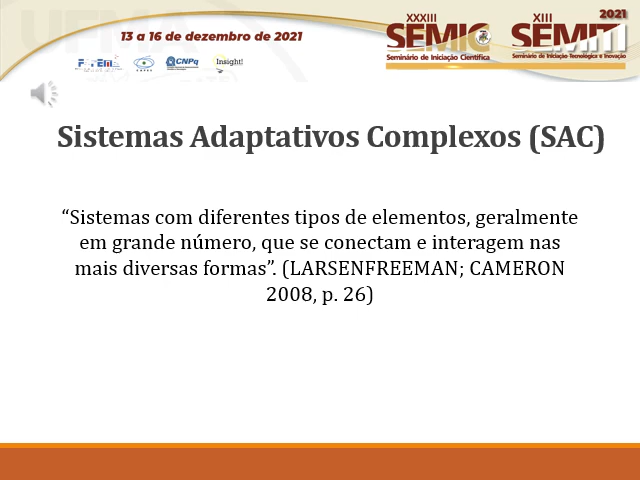 XXXIII
XIII
2021
13 a 16 de dezembro de 2021
SEMIC
SEMITI
Seminário de Iniciação Científica
Seminário de Iniciação Tecnológica e Inovação
CNPq
Insight!
Sistemas Adaptativos Complexos (SAC)
“Sistemas com diferentes tipos de elementos, geralmente
em grande número, que se conectam e interagem nas
mais diversas formas”. (LARSENFREEMAN; CAMERON
2008, p. 26)